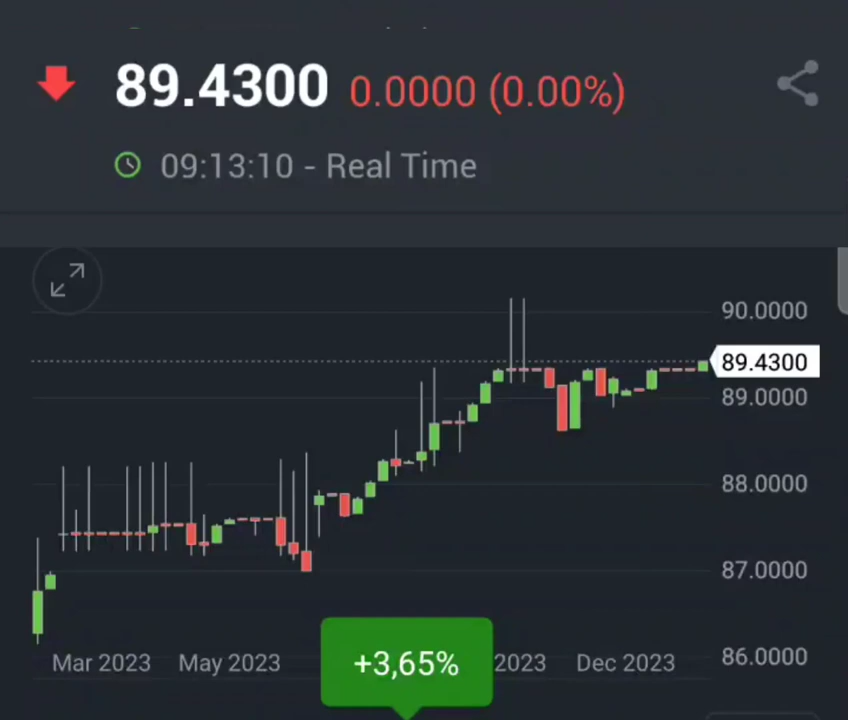 89.4300 0.0000 (0.00%)
09:13:10 - Real Time
90.0000
89.4300
89.0000
88.0000
87.0000
86.0000
Mar 2023 May 2023 2023 Dec 2023
+3,65%